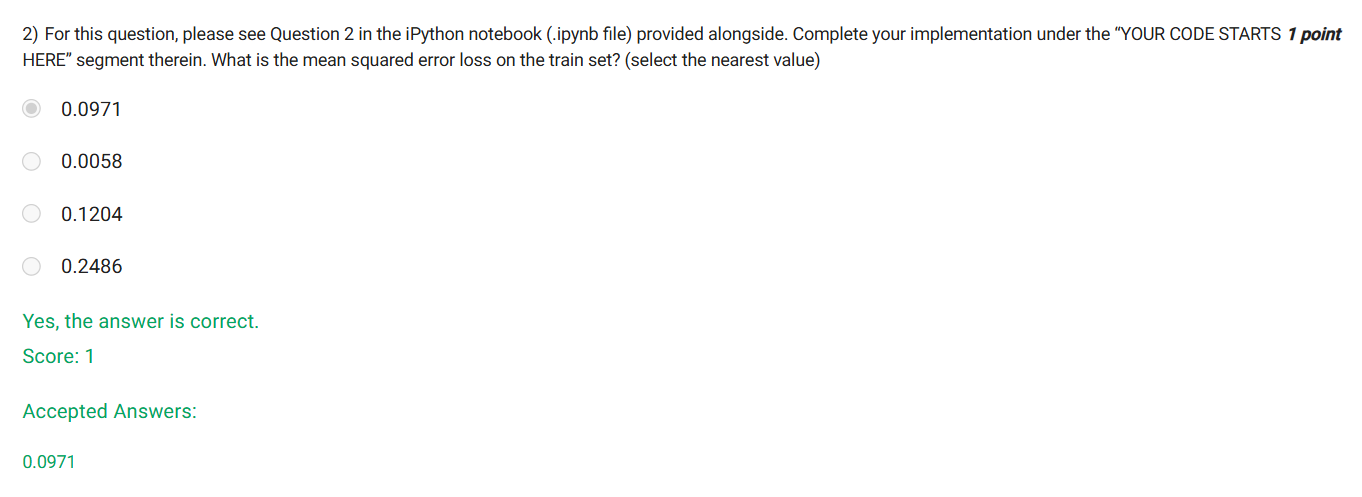 2) For this question, please see Question 2 in the iPython notebook (.ipynb file) provided alongside. Complete your implementation under the “YOUR CODE STARTS 1 point
HERE” segment therein. What is the mean squared error loss on the train set? (select the nearest value)
0.0971
0.0058
0.1204
0.2486
Yes, the answer is correct.
Score: 1
Accepted Answers:
0.0971